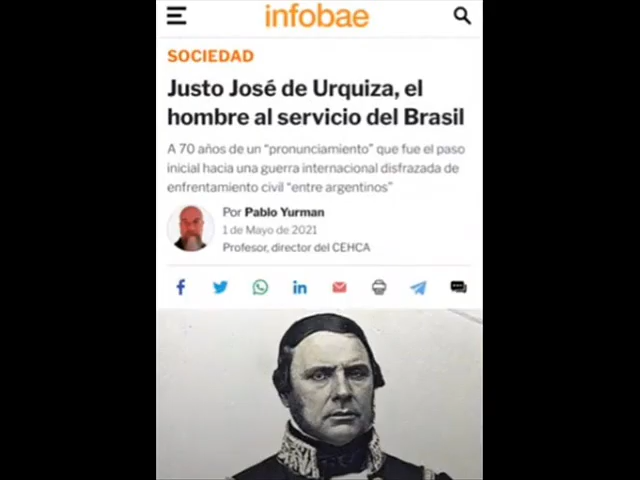 infobae
SOCIEDAD
Justo José de Urquiza, el
hombre al servicio del Brasil
A 70 años de un “pronunciamiento” que fue el paso
inicial hacia una guerra internacional disfrazada de
enfrentamiento civil “entre argentinos”
Por Pablo Yurman
1 de Mayo de 2021
Profesor, director del CEHCA